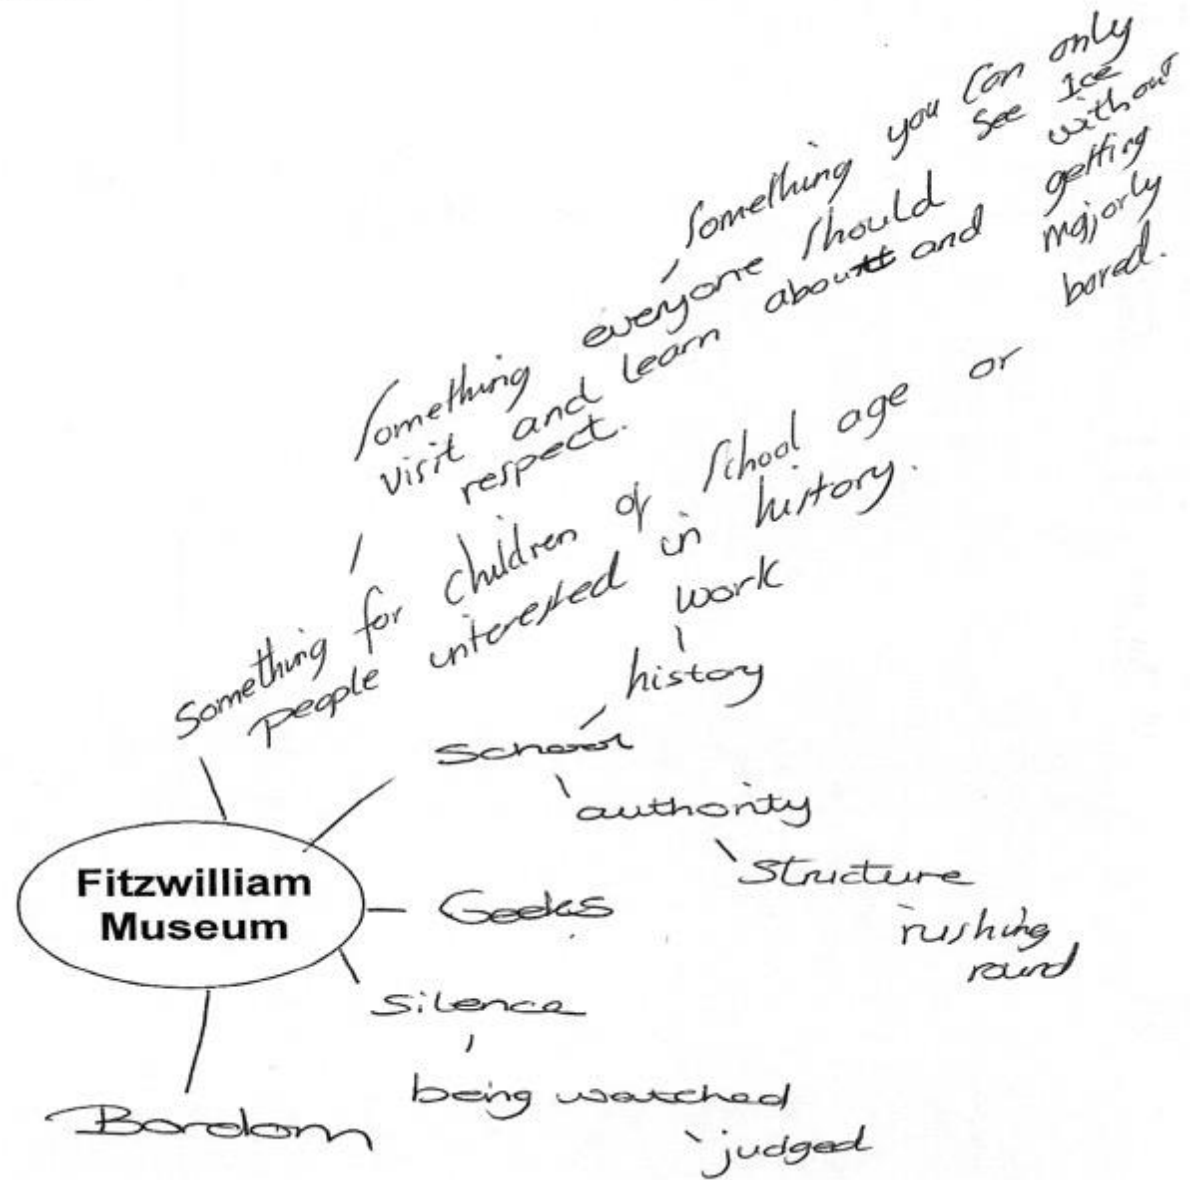 Something you can only
see 1ce
without
getting
majorly
bored.
Something everyone should
visit and learn about and
respect.
Something for children of school age or
people interested in history.
work
history
School
authority
Structure
rushing
round
Fitzwilliam
Museum
Geeks
Silence
being watched
judged
Bordom